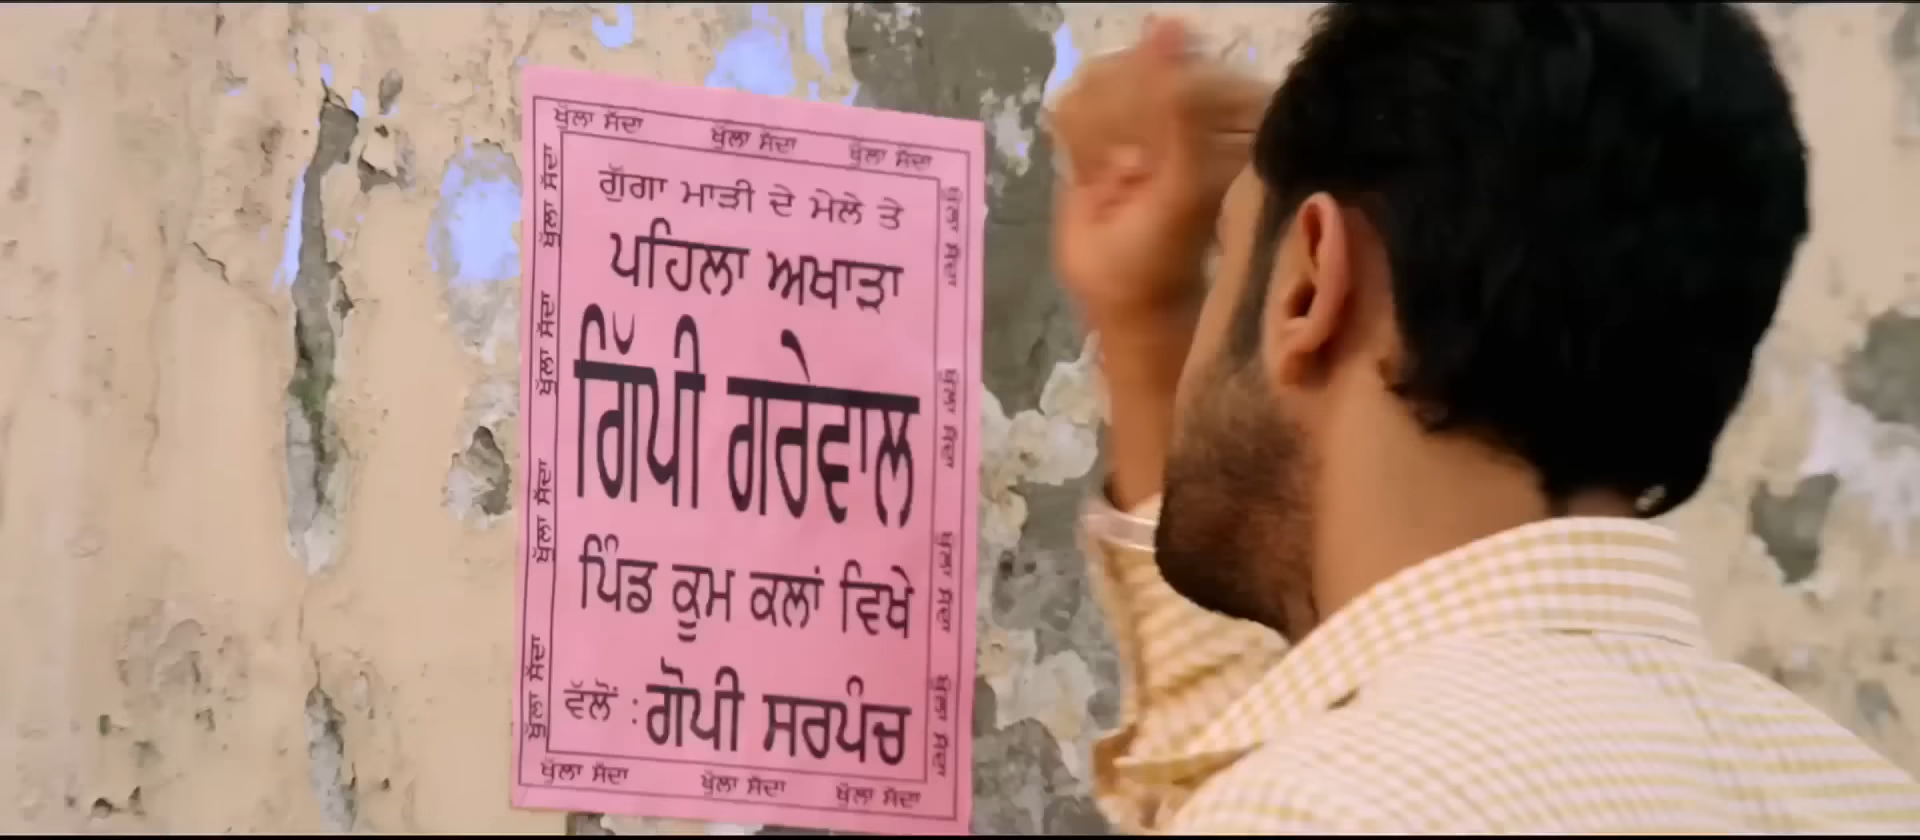 ਖੁੱਲਾ ਸੱਦਾ ਖੁੱਲਾ ਸੱਦਾ ਖੁੱਲਾ ਸੱਦਾ
ਗੁੱਗਾ ਮਾੜੀ ਦੇ ਮੇਲੇ ਤੇ
ਪਹਿਲਾ ਅਖਾੜਾ
ਗਿੱਪੀ ਗਰੇਵਾਲ
ਪਿੰਡ ਕੂਮ ਕਲਾਂ ਵਿਖੇ
ਵੱਲੋਂ : ਗੋਪੀ ਸਰਪੰਚ
ਖੁੱਲਾ ਸੱਦਾ ਖੁੱਲਾ ਸੱਦਾ ਖੁੱਲਾ ਸੱਦਾ
ਖੁੱਲਾ ਸੱਦਾ ਖੁੱਲਾ ਸੱਦਾ ਖੁੱਲਾ ਸੱਦਾ ਖੁੱਲਾ ਸੱਦਾ
ਖੁੱਲਾ ਸੱਦਾ ਖੁੱਲਾ ਸੱਦਾ ਖੁੱਲਾ ਸੱਦਾ ਖੁੱਲਾ ਸੱਦਾ